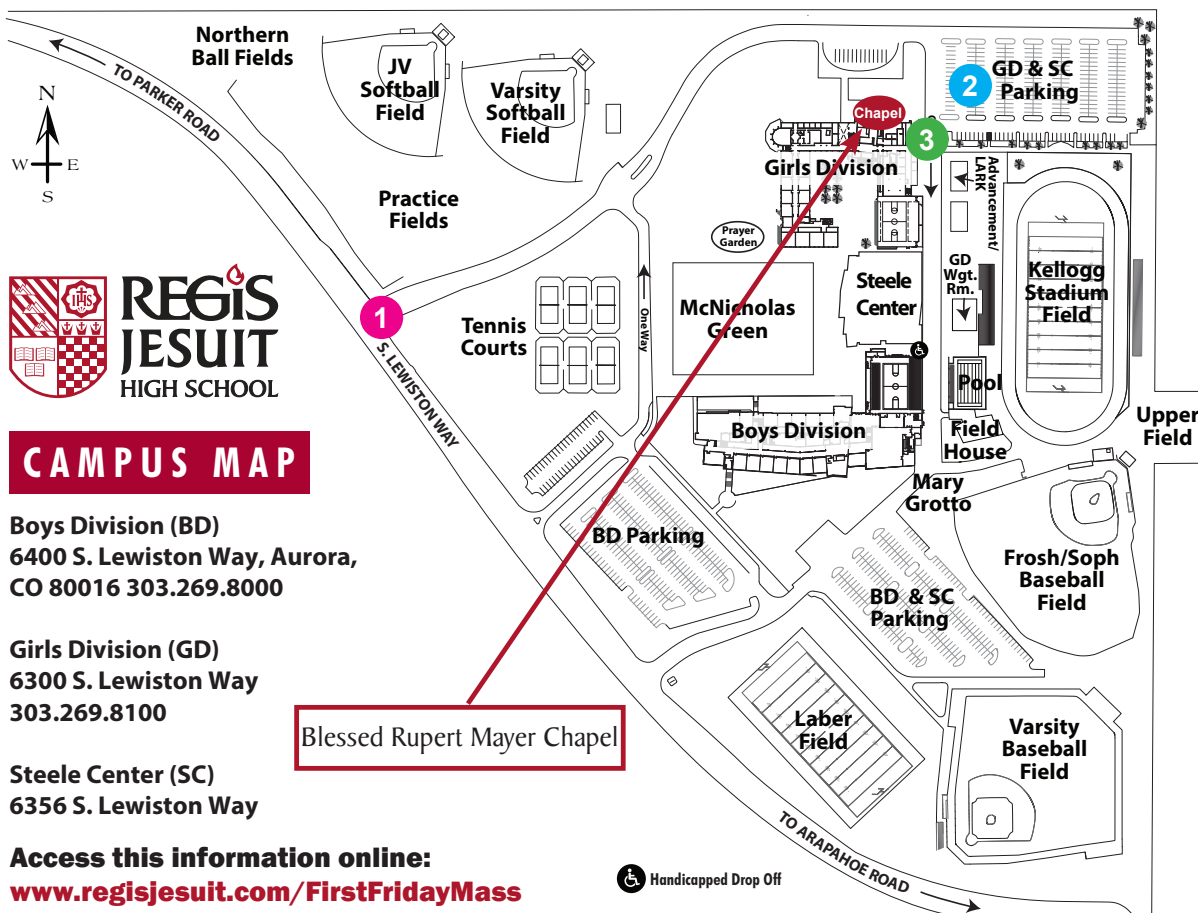 Northern
Ball Fields
JV
Softball
Field
Varsity
Softball
Field
TO PARKER ROAD
N
W
E
S
Practice
Fields
2
GD & SC
Parking
Chapel
3
Girls Division
Advancement/
LARK
Prayer
Garden
GD
Wgt.
Rm.
Kellogg
Stadium
Field
Steele
Center
McNicholas
Green
One Way
1
Tennis
Courts
S. LEWISTON WAY
IHS
REGIS
JESUIT
HIGH SCHOOL
Pool
Upper
Field
Field
House
Boys Division
Mary
Grotto
CAMPUS MAP
Boys Division (BD)
6400 S. Lewiston Way, Aurora,
CO 80016 303.269.8000
Girls Division (GD)
6300 S. Lewiston Way
303.269.8100
Steele Center (SC)
6356 S. Lewiston Way
BD Parking
Frosh/Soph
Baseball
Field
BD & SC
Parking
Blessed Rupert Mayer Chapel
Laber
Field
Varsity
Baseball
Field
TO ARAPAHOE ROAD
Access this information online:
www.regisjesuit.com/FirstFridayMass
Handicapped Drop Off